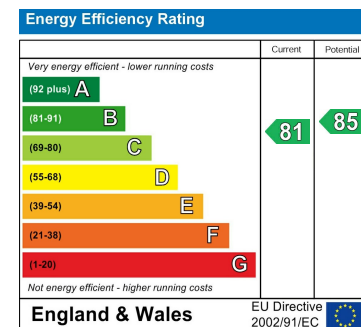 Energy Efficiency Rating
Current Potential
Very energy efficient - lower running costs
(92 plus) A
(81-91) B
81 85
(69-80) C
(55-68) D
(39-54) E
(21-38) F
(1-20) G
Not energy efficient - higher running costs
England & Wales
EU Directive
2002/91/EC